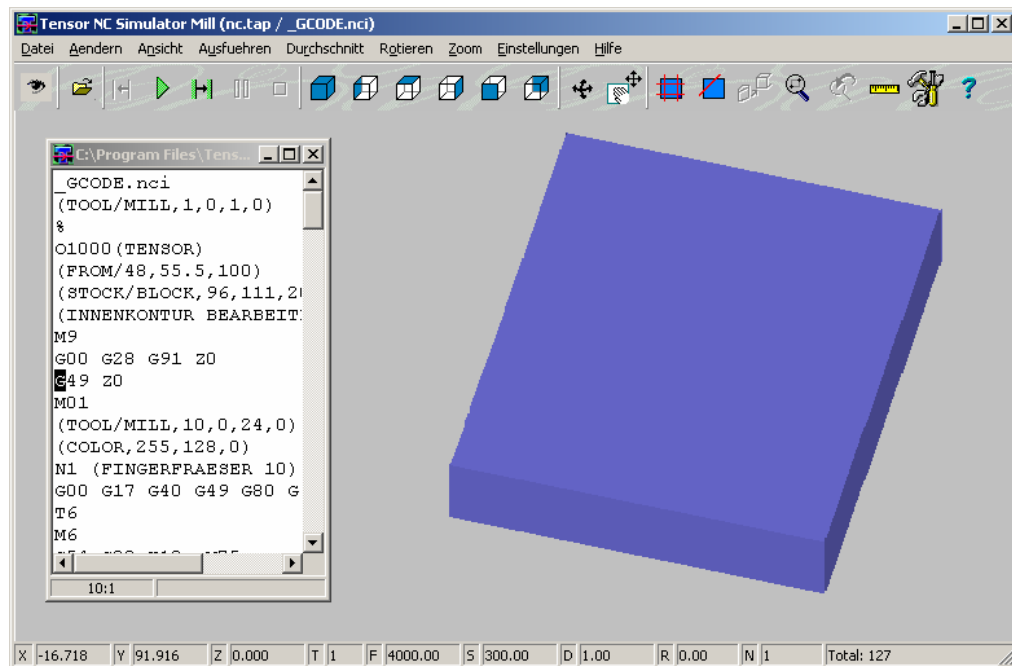 Tensor NC Simulator Mill (nc.tap / _GCODE.nci)
Datei Aendern Ansicht Ausfuehren Durchschnitt Rotieren Zoom Einstellungen Hilfe
C:\Program Files\Tens...
_GCODE.nci
(TOOL/MILL,1,0,1,0)
%
O1000(TENSOR)
(FROM/48,55.5,100)
(STOCK/BLOCK,96,111,2
(INNENKONTUR BEARBEIT
M9
G00 G28 G91 Z0
G49 Z0
M01
(TOOL/MILL,10,0,24,0)
(COLOR,255,128,0)
N1 (FINGERFRAESER 10)
G00 G17 G40 G49 G80 G
T6
M6
10:1
X -16.718 Y 91.916 Z 0.000 T 1 F 4000.00 S 300.00 D 1.00 R 0.00 N 1 Total: 127